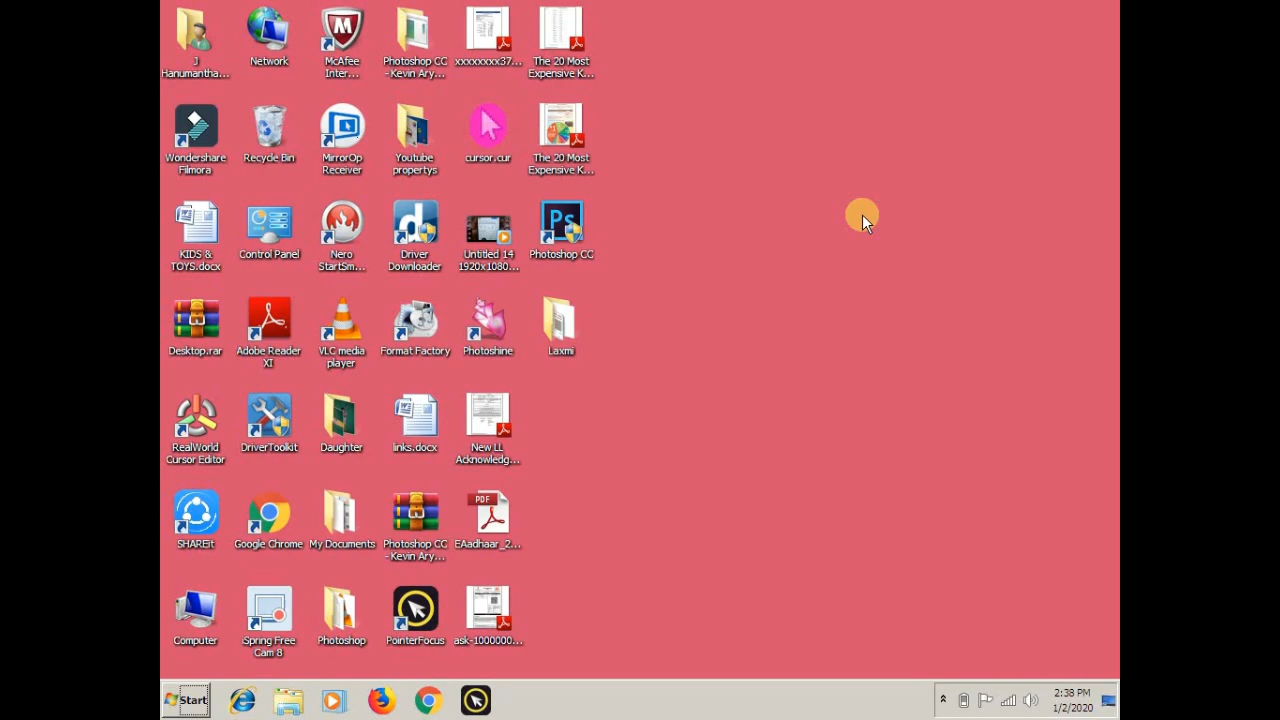 J
Hanumantha...
Network
McAfee
Inter...
Photoshop CC
- Kevin Ary...
xxxxxxxx37...
The 20 Most
Expensive K...
Wondershare
Filmora
Recycle Bin
MirrorOp
Receiver
Youtube
propertys
cursor.cur
The 20 Most
Expensive K...
KIDS &
TOYS.docx
Control Panel
Nero
StartSm...
Driver
Downloader
Untitled 14
1920x1080...
Ps
Photoshop CC
Desktop.rar
Adobe Reader
XI
VLC media
player
Format Factory
Photoshine
Laxmi
RealWorld
Cursor Editor
DriverToolkit
Daughter
links.docx
New LL
Acknowledg...
SHAREit
Google Chrome
My Documents
Photoshop CC
- Kevin Ary...
PDF
EAadhaar_2...
Computer
iSpring Free
Cam 8
Photoshop
PointerFocus
ask-1000000...
Start
2:38 PM
1/2/2020